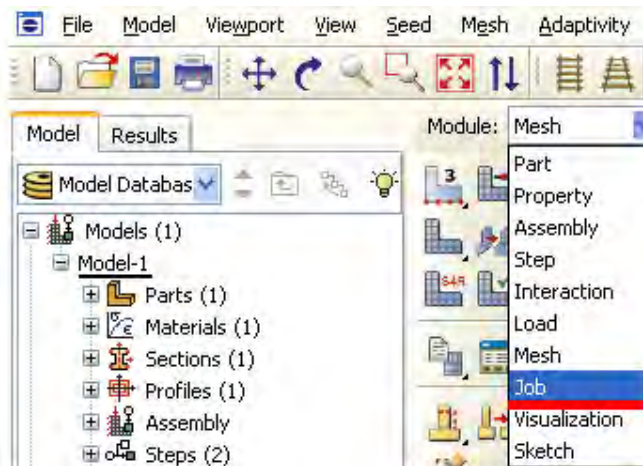 File Model Viewport View Seed Mesh Adaptivity
Model Results
Module: Mesh
Model Databas
Part
Property
Assembly
Step
Interaction
Load
Mesh
Job
Visualization
Sketch
Models (1)
Model-1
Parts (1)
Materials (1)
Sections (1)
Profiles (1)
Assembly
Steps (2)
3
S4R